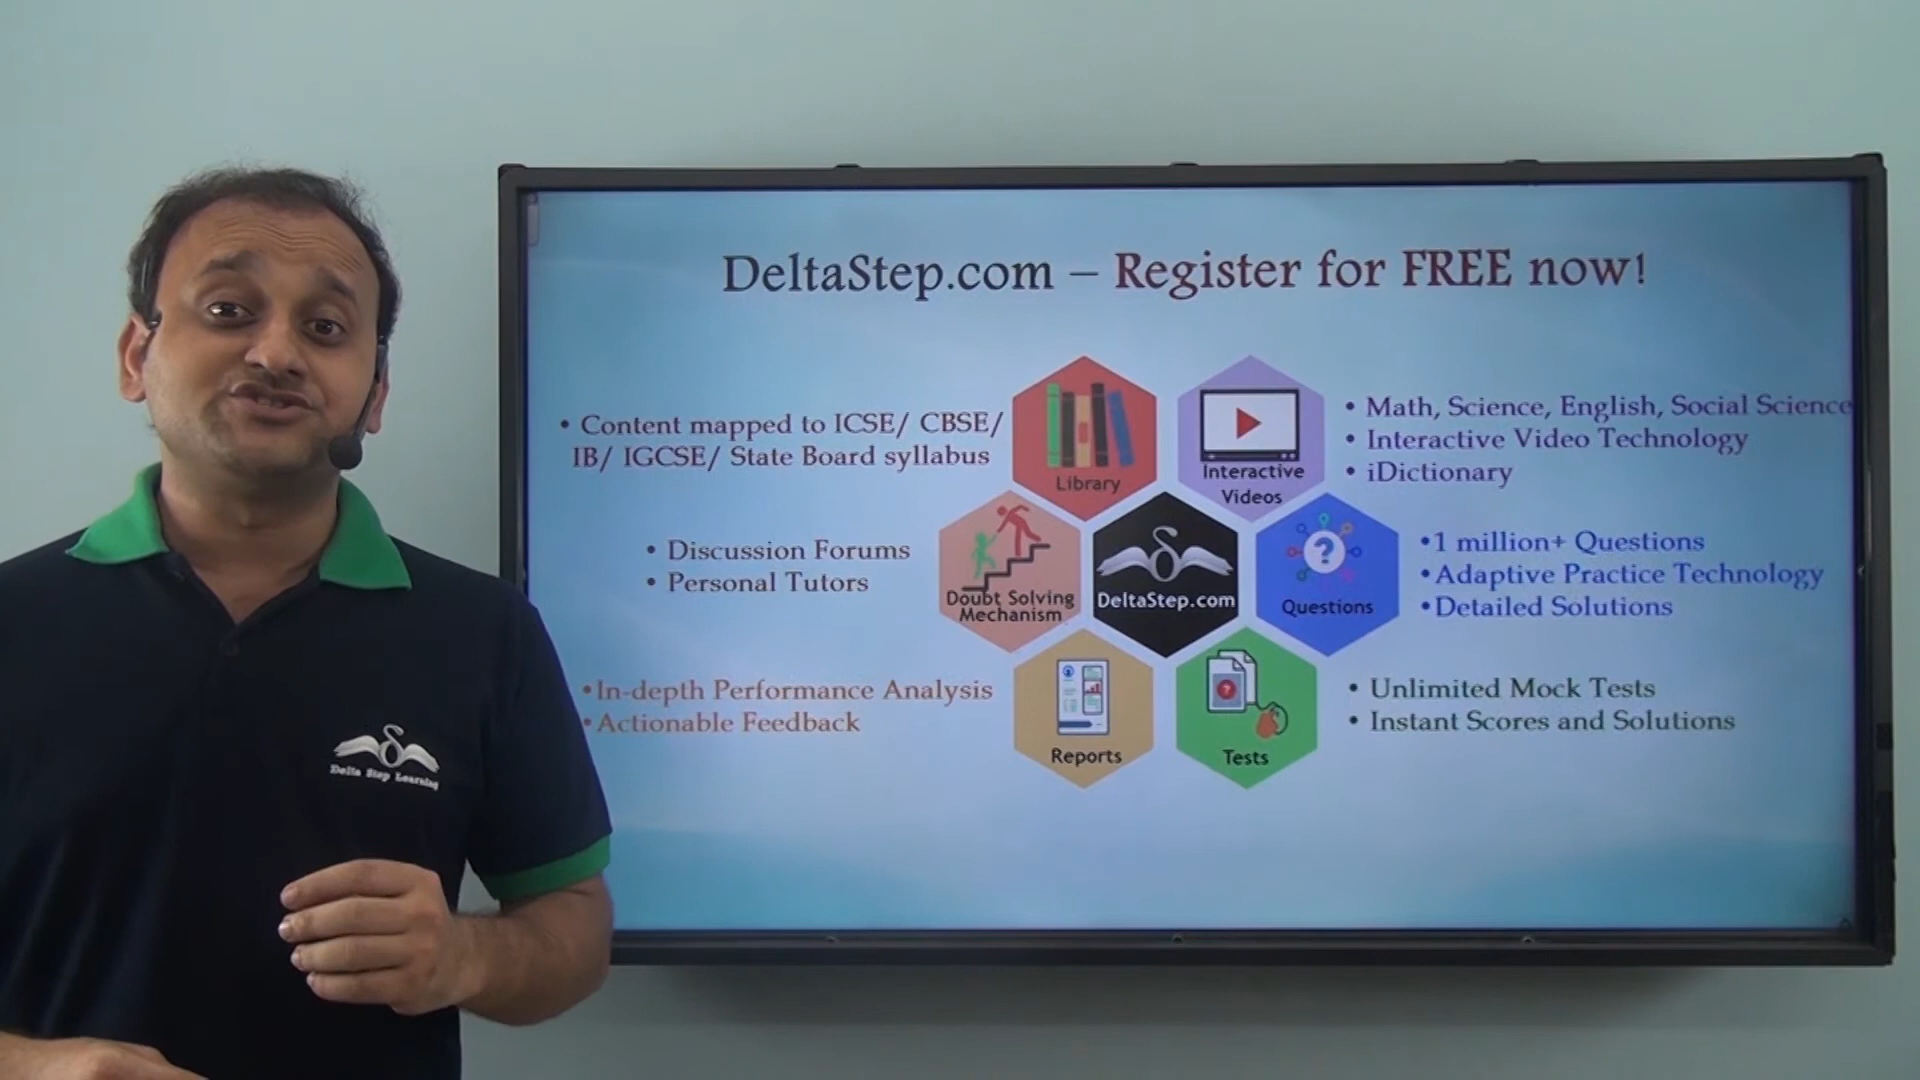 DeltaStep.com – Register for FREE now!
• Content mapped to ICSE/ CBSE/
IB/ IGCSE/ State Board syllabus
Library
Interactive
Videos
• Math, Science, English, Social Science
• Interactive Video Technology
• iDictionary
• Discussion Forums
• Personal Tutors
Doubt Solving
Mechanism
DeltaStep.com
?
Questions
•1 million+ Questions
•Adaptive Practice Technology
•Detailed Solutions
•In-depth Performance Analysis
•Actionable Feedback
Reports
?
Tests
• Unlimited Mock Tests
• Instant Scores and Solutions
Delta Step Learning